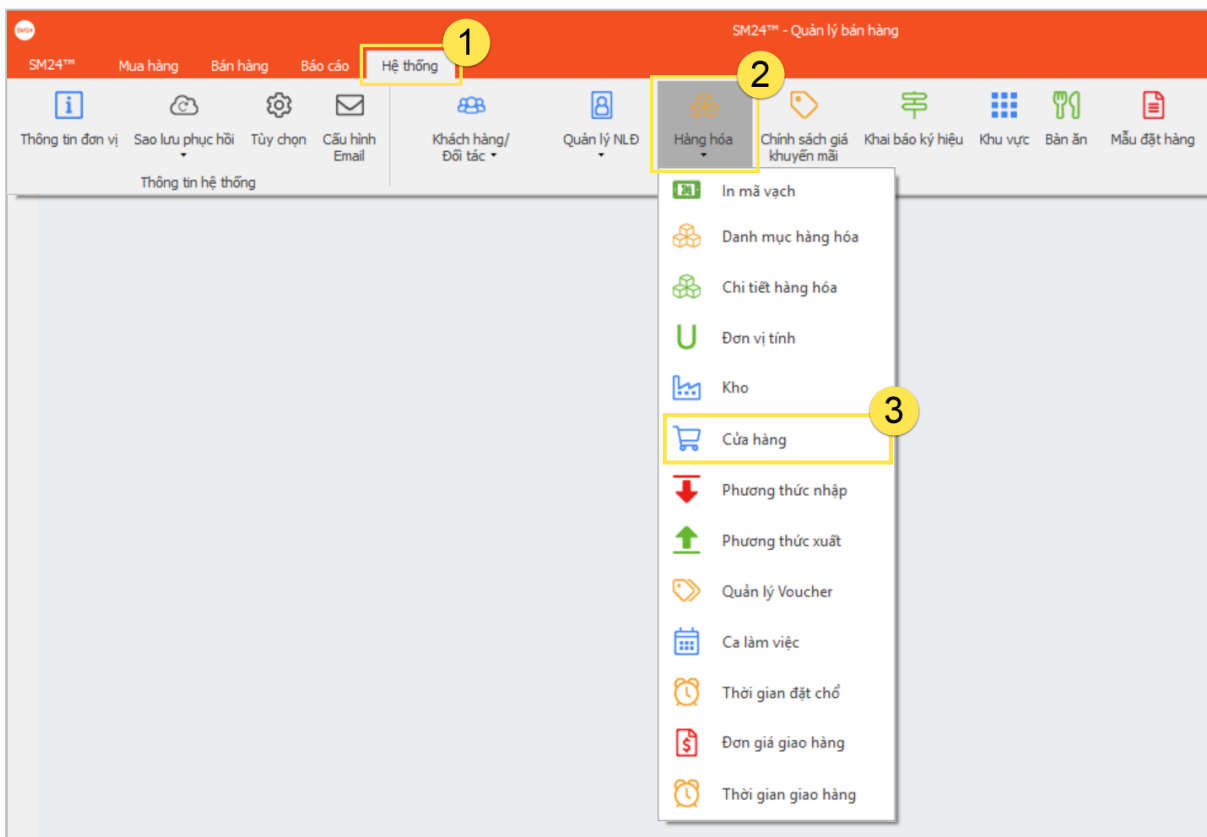 SM24
SM24™ - Quản lý bán hàng
1
SM24™ Mua hàng Bán hàng Báo cáo Hệ thống
2
Thông tin đơn vị Sao lưu phục hồi Tùy chọn Cấu hình Email Khách hàng/ Đối tác Quản lý NLĐ Hàng hóa Chính sách giá khuyến mãi Khai báo ký hiệu Khu vực Bàn ăn Mẫu đặt hàng
Thông tin hệ thống
In mã vạch
Danh mục hàng hóa
Chi tiết hàng hóa
Đơn vị tính
Kho
3
Cửa hàng
Phương thức nhập
Phương thức xuất
Quản lý Voucher
Ca làm việc
Thời gian đặt chổ
Đơn giá giao hàng
Thời gian giao hàng